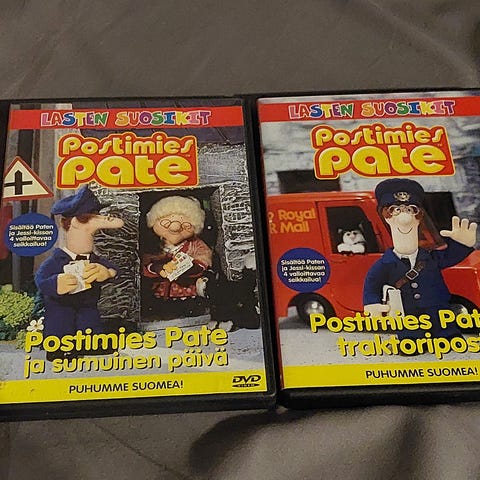 LASTEN SUOSIKIT
Postimies
pate
Sisältää Paten
ja Jessi-kissan
4 valloittavaa
seikkailua!
Postimies Pate
ja sumuinen päivä
PUHUMME SUOMEA!
DVD
VIDEO
LASTEN SUOSIKIT
Postimies
pate
Royal
Mail
Sisältää Paten
ja Jessi-kissan
4 valloittavaa
seikkailua!
Postimies Pat
traktoripos
PUHUMME SUOMEA!